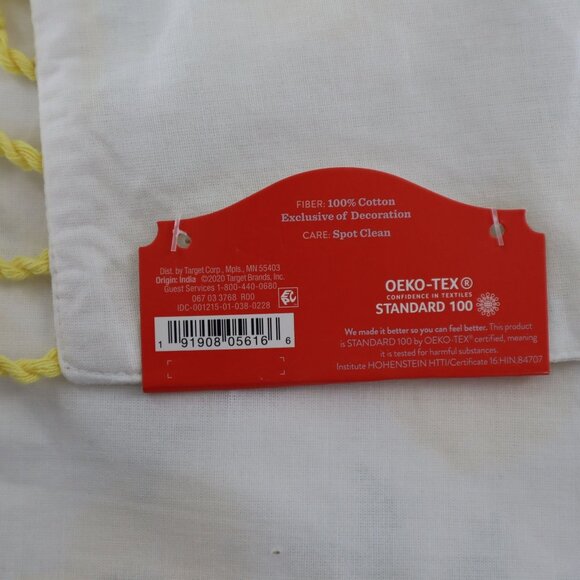 FIBER: 100% Cotton
Exclusive of Decoration
CARE: Spot Clean
Dist. by Target Corp., Mpls., MN 55403
Origin: India ©2020 Target Brands, Inc.
Guest Services 1-800-440-0680
067 03 3768 R00
IDC-001215-01-038-0228
1 91908 05616 6
OEKO-TEX®
CONFIDENCE IN TEXTILES
STANDARD 100
We made it better so you can feel better. This product
is STANDARD 100 by OEKO-TEX® certified, meaning
it is tested for harmful substances.
Institute HOHENSTEIN HTTI/Certificate 16.HIN.84707